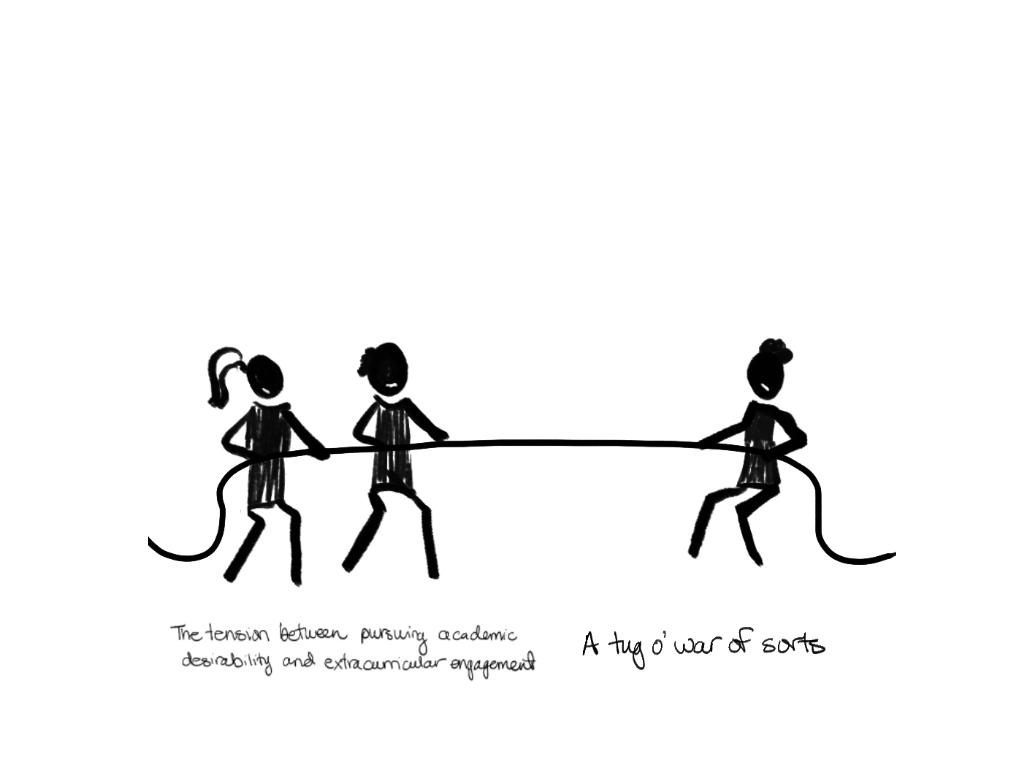 The tension between pursuing academic
desirability and extracurricular engagement
A tug o' war of sorts